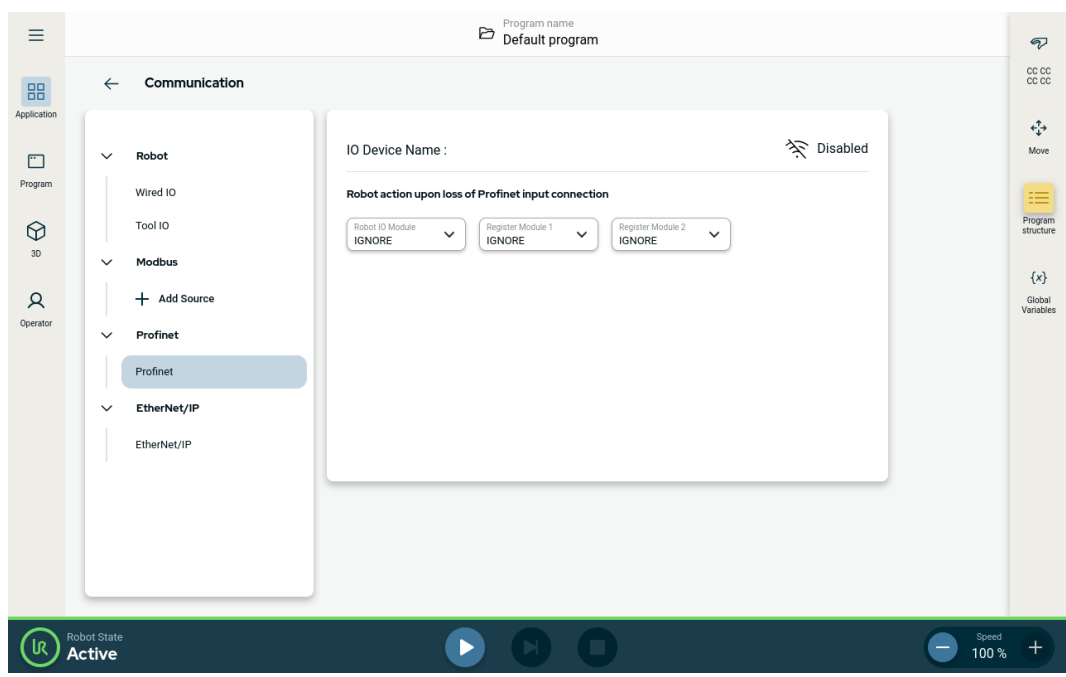 Program name
Default program
Application
Program
3D
Operator
Communication
Robot
Wired IO
Tool IO
Modbus
Add Source
Profinet
Profinet
EtherNet/IP
EtherNet/IP
IO Device Name :
Disabled
Robot action upon loss of Profinet input connection
Robot IO Module
IGNORE
Register Module 1
IGNORE
Register Module 2
IGNORE
CC CC
CC CC
Move
Program
structure
{x}
Global
Variables
UR
Robot State
Active
Speed
100 %